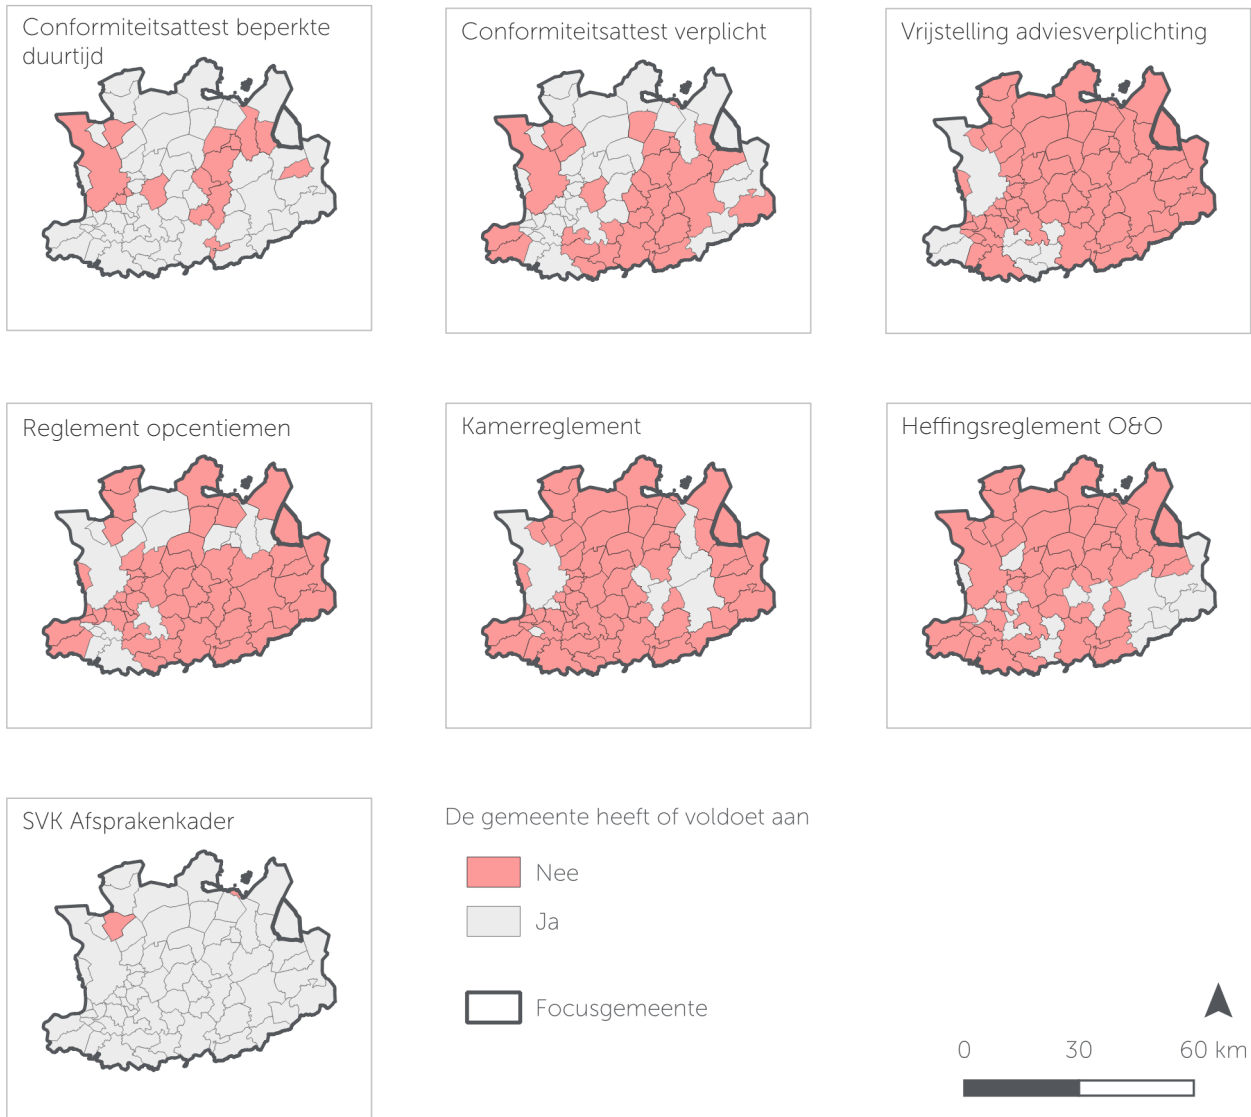 Conformiteitsattest beperkte
duurtijd
Conformiteitsattest verplicht
Vrijstelling adviesverplichting
Reglement opcentiemen
Kamerreglement
Heffingsreglement O&O
SVK Afsprakenkader
De gemeente heeft of voldoet aan
Nee
Ja
Focusgemeente
0 30 60 km